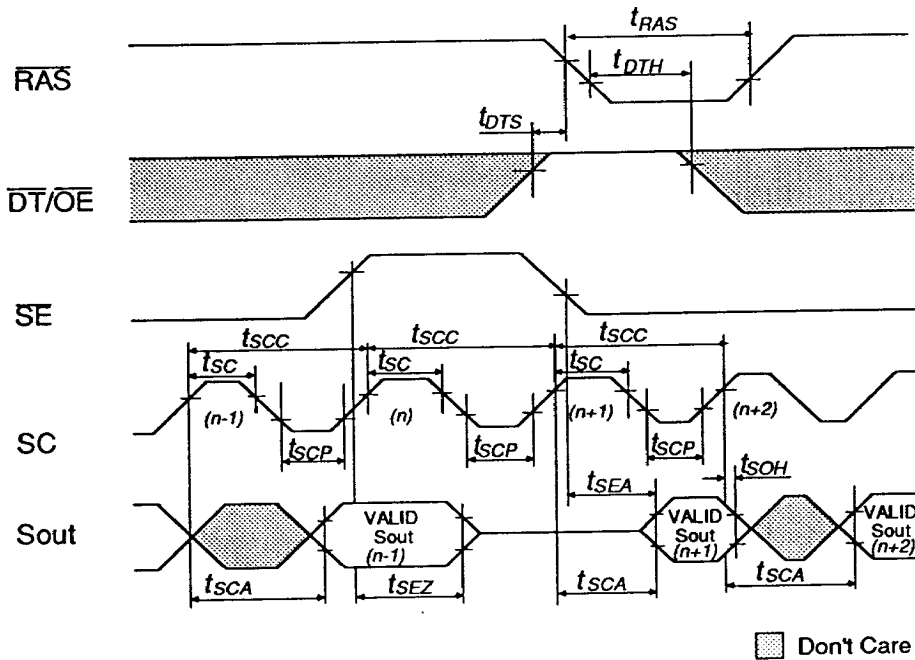 tRAS
RAS
tDTH
tDTS
DT/OE
SE
tSCC tSCC tSCC
tSC tSC tSC
(n-1) (n) (n+1) (n+2)
SC
tSCP tSCP tSCP
tSEA tSOH
Sout
VALID Sout (n-1)
VALID Sout (n+1)
VALID Sout (n+2)
tSCA tSEZ tSCA tSCA
Don't Care